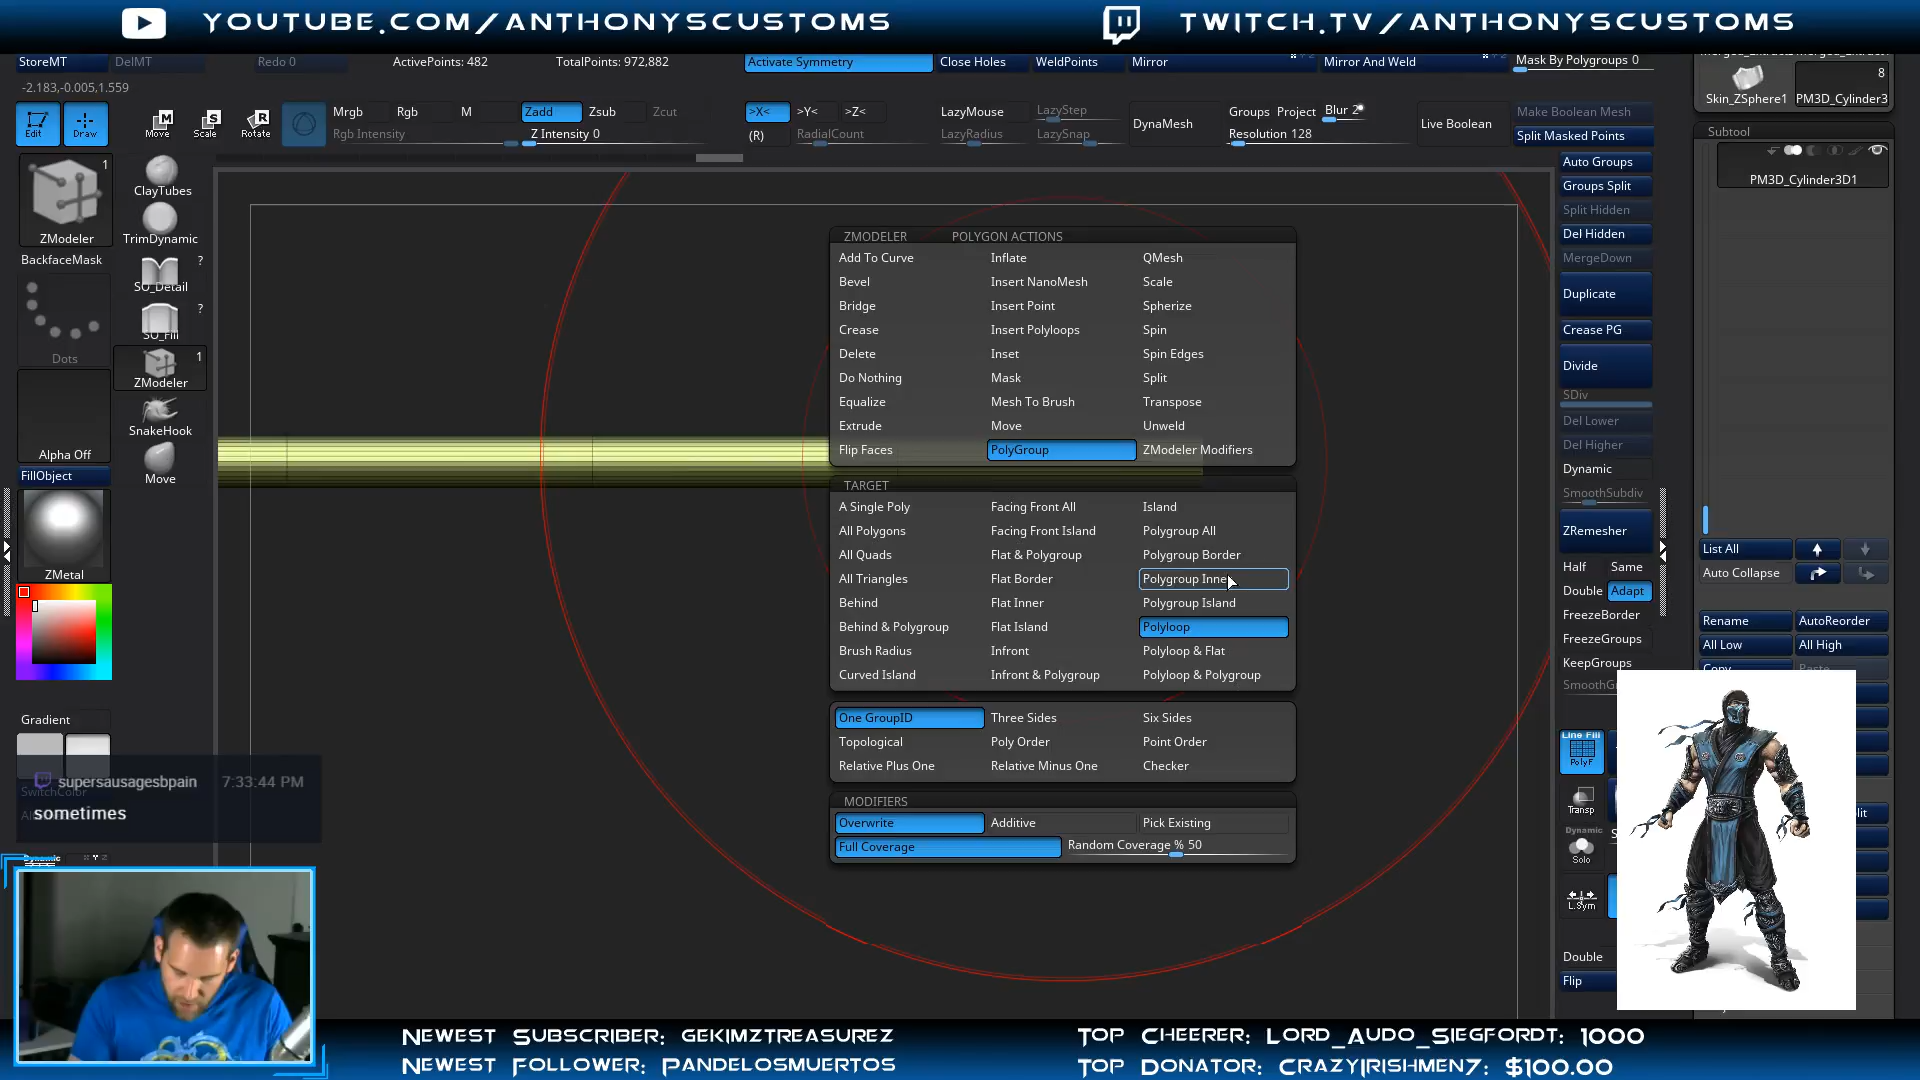 YOUTUBE.COM/ANTHONYSCUSTOMS
TWITCH.TV/ANTHONYSCUSTOMS
StoreMT
DelMT
Redo 0
ActivePoints: 482
TotalPoints: 972,882
Activate Symmetry
Close Holes
WeldPoints
Mirror
Mirror And Weld
Mask By Polygroups 0
-2.183,-0.005,1.559
Edit
Draw
Move
Scale
Rotate
Mrgb
Rgb
M
Zadd
Zsub
Zcut
Rgb Intensity
Z Intensity 0
>X<
>Y<
>Z<
(R)
RadialCount
LazyMouse
LazyStep
LazyRadius
LazySnap
DynaMesh
Groups
Project
Blur 2
Resolution 128
Live Boolean
Make Boolean Mesh
Split Masked Points
Skin_ZSphere1
8
PM3D_Cylinder3
Subtool
PM3D_Cylinder3D1
1
ZModeler
BackfaceMask
Dots
Alpha Off
FillObject
ZMetal
Gradient
ClayTubes
TrimDynamic
?
SO_Detail
?
SO_Fill
1
ZModeler
SnakeHook
Move
ZMODELER
POLYGON ACTIONS
Add To Curve
Inflate
QMesh
Bevel
Insert NanoMesh
Scale
Bridge
Insert Point
Spherize
Crease
Insert Polyloops
Spin
Delete
Inset
Spin Edges
Do Nothing
Mask
Split
Equalize
Mesh To Brush
Transpose
Extrude
Move
Unweld
Flip Faces
PolyGroup
ZModeler Modifiers
TARGET
A Single Poly
Facing Front All
Island
All Polygons
Facing Front Island
Polygroup All
All Quads
Flat & Polygroup
Polygroup Border
All Triangles
Flat Border
Polygroup Inne
Behind
Flat Inner
Polygroup Island
Behind & Polygroup
Flat Island
Polyloop
Brush Radius
Infront
Polyloop & Flat
Curved Island
Infront & Polygroup
Polyloop & Polygroup
One GroupID
Three Sides
Six Sides
Topological
Poly Order
Point Order
Relative Plus One
Relative Minus One
Checker
MODIFIERS
Overwrite
Additive
Pick Existing
Full Coverage
Random Coverage % 50
Auto Groups
Groups Split
Split Hidden
Del Hidden
MergeDown
Duplicate
Crease PG
Divide
SDiv
Del Lower
Del Higher
Dynamic
SmoothSubdiv
ZRemesher
Half
Same
Double
Adapt
FreezeBorder
FreezeGroups
KeepGroups
Line Fill
PolyF
Transp
Dynamic
Solo
L.Sym
Double
Flip
List All
Auto Collapse
Rename
AutoReorder
All Low
All High
Copy
Paste
supersausagesbpain
7:33:44 PM
sometimes
SwitchColor
Dynamic
Newest Subscriber: gekimztreasurez
Newest Follower: Pandelosmuertos
Top Cheerer: Lord_Audo_Siegfordt: 1000
Top Donator: CrazyIrishmen7: $100.00